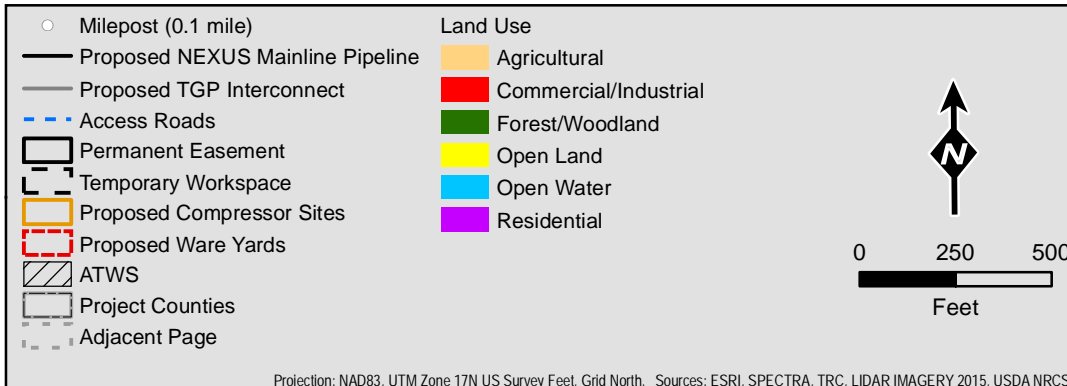 Milepost (0.1 mile)
Proposed NEXUS Mainline Pipeline
Proposed TGP Interconnect
Access Roads
Permanent Easement
Temporary Workspace
Proposed Compressor Sites
Proposed Ware Yards
ATWS
Project Counties
Adjacent Page
Land Use
Agricultural
Commercial/Industrial
Forest/Woodland
Open Land
Open Water
Residential
N
0 250 500
Feet
Projection: NAD83, UTM Zone 17N US Survey Feet, Grid North, Sources: ESRI, SPECTRA, TRC, LIDAR IMAGERY 2015, USDA NRCS